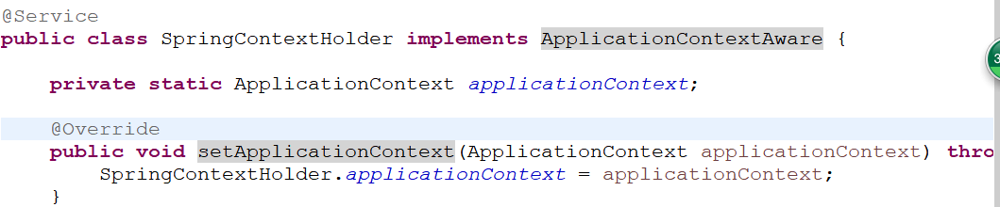 @Service
public class SpringContextHolder implements ApplicationContextAware {
private static ApplicationContext applicationContext;
@Override
public void setApplicationContext(ApplicationContext applicationContext) thro
SpringContextHolder.applicationContext = applicationContext;
}
3